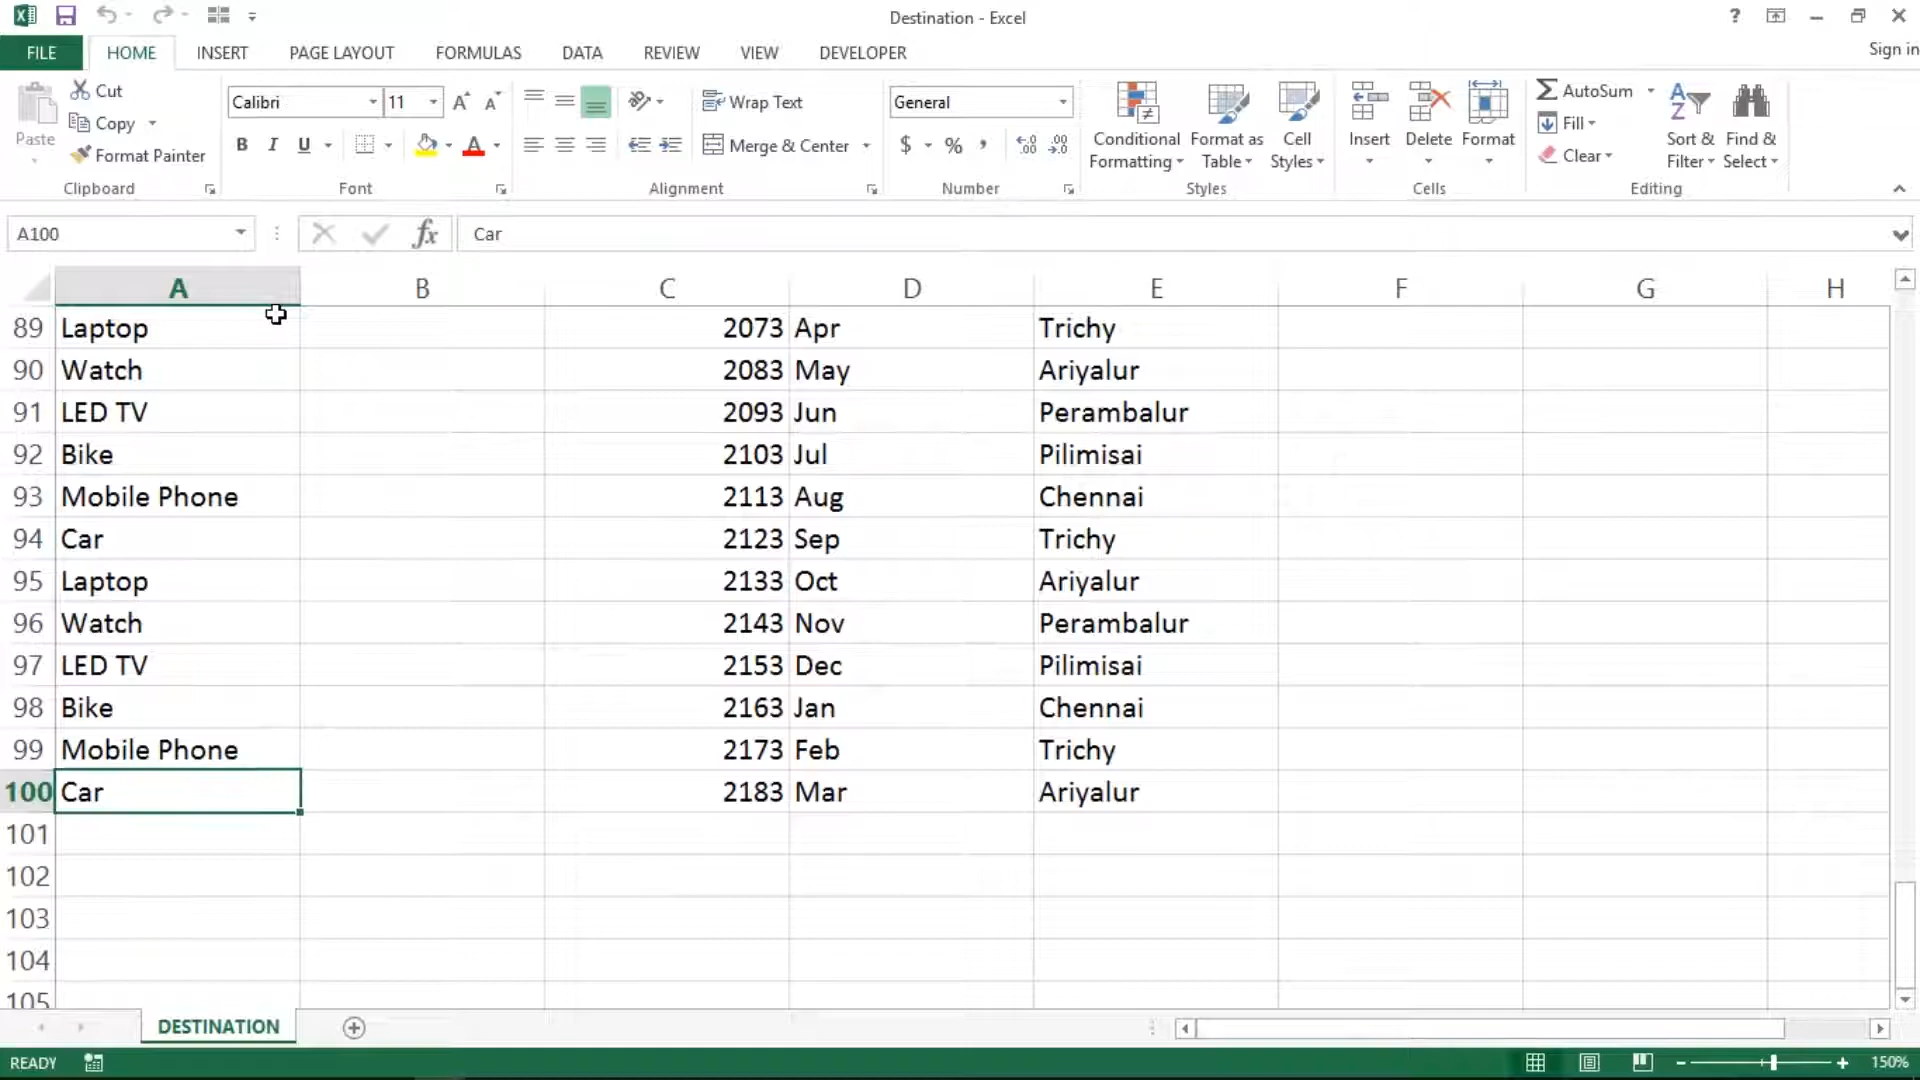 Destination - Excel
?
Sign in
FILE HOME INSERT PAGE LAYOUT FORMULAS DATA REVIEW VIEW DEVELOPER
Paste
Cut
Copy
Format Painter
Clipboard
Calibri 11
B I U
Font
Wrap Text
Merge & Center
Alignment
General
$ % ,
Number
Conditional Formatting
Format as Table
Cell Styles
Styles
Insert Delete Format
Cells
AutoSum
Fill
Clear
Sort & Filter
Find & Select
Editing
A100 fx Car
A B C D E F G H
89 Laptop 2073 Apr Trichy
90 Watch 2083 May Ariyalur
91 LED TV 2093 Jun Perambalur
92 Bike 2103 Jul Pilimisai
93 Mobile Phone 2113 Aug Chennai
94 Car 2123 Sep Trichy
95 Laptop 2133 Oct Ariyalur
96 Watch 2143 Nov Perambalur
97 LED TV 2153 Dec Pilimisai
98 Bike 2163 Jan Chennai
99 Mobile Phone 2173 Feb Trichy
100 Car 2183 Mar Ariyalur
101
102
103
104
105
DESTINATION
READY 150%